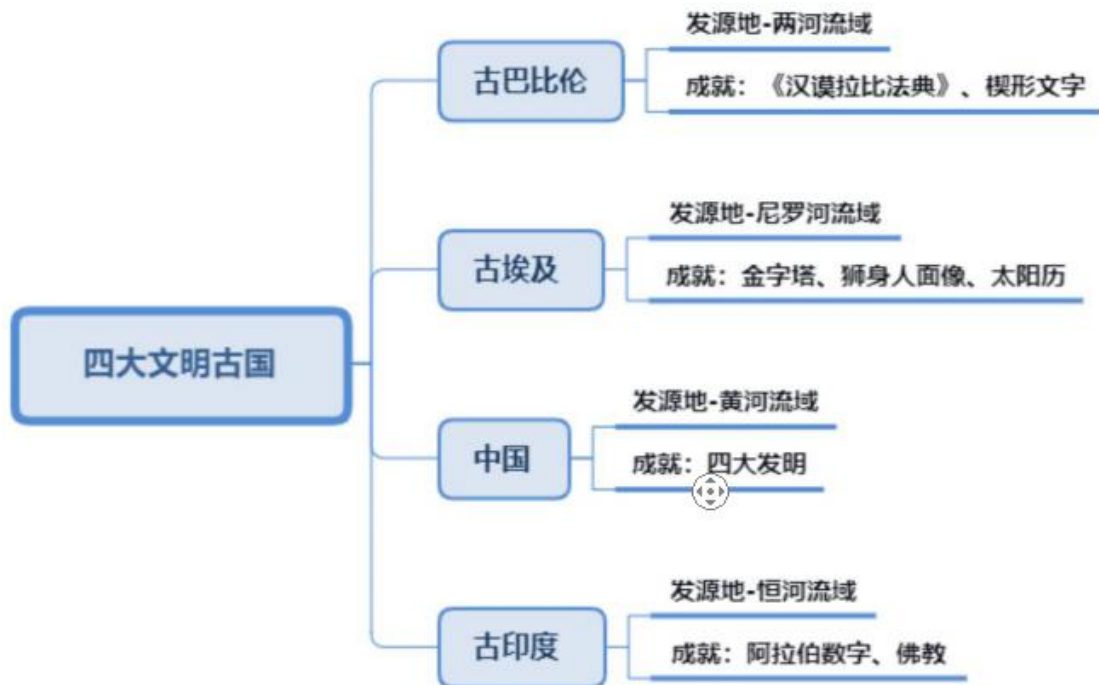 四大文明古国
古巴比伦
发源地-两河流域
成就：《汉谟拉比法典》、楔形文字
古埃及
发源地-尼罗河流域
成就：金字塔、狮身人面像、太阳历
中国
发源地-黄河流域
成就：四大发明
古印度
发源地-恒河流域
成就：阿拉伯数字、佛教